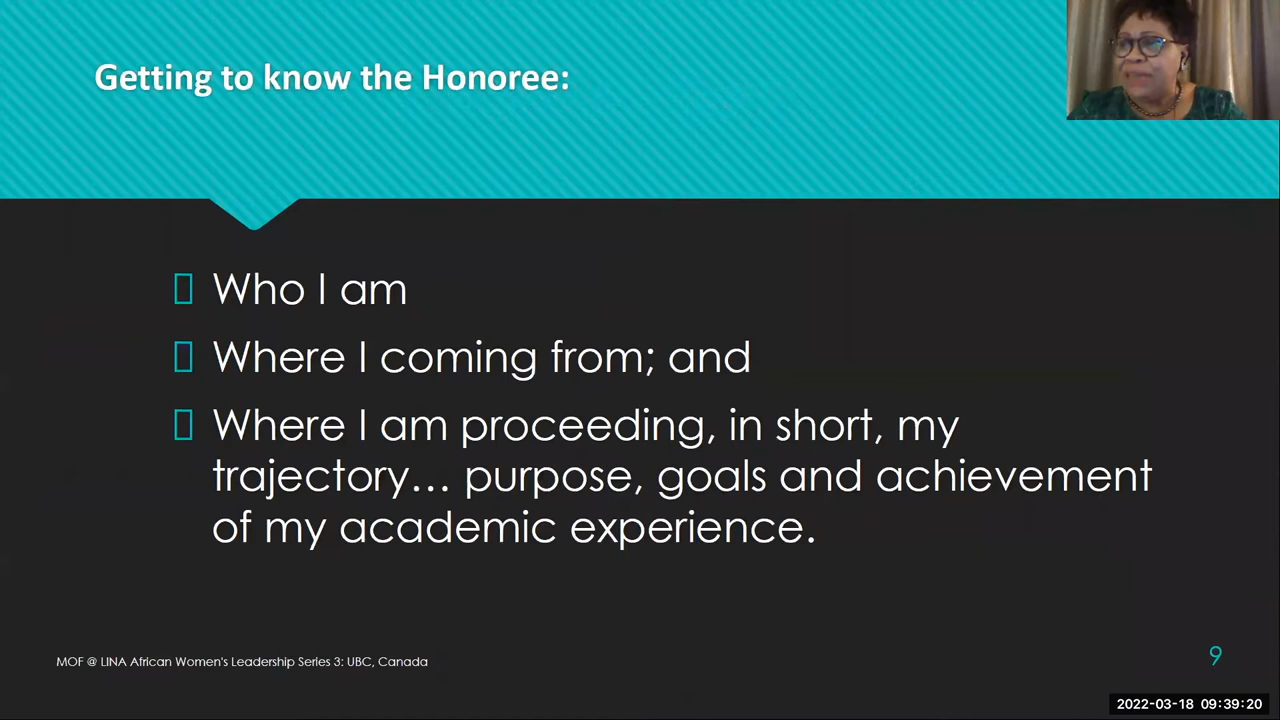 Getting to know the Honoree:
Who I am
Where I coming from; and
Where I am proceeding, in short, my
trajectory... purpose, goals and achievement
of my academic experience.
MOF @ LINA African Women's Leadership Series 3: UBC, Canada
9
2022-03-18 09:39:20